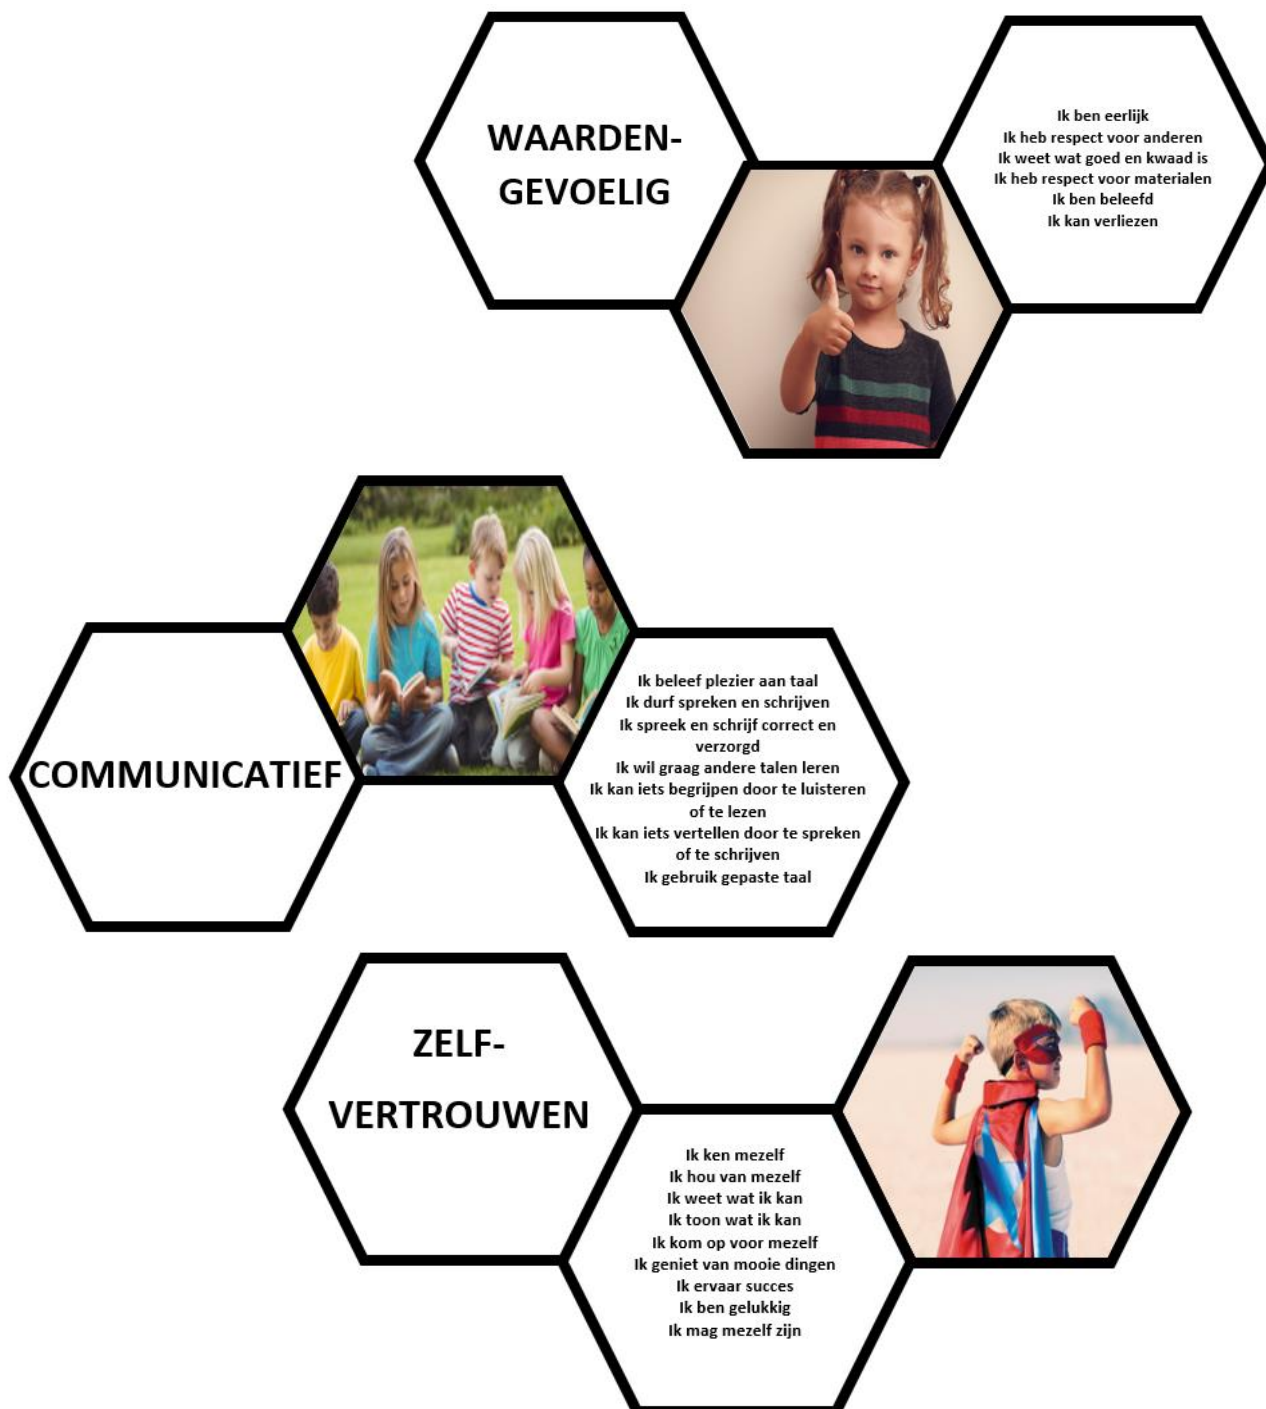 WAARDEN-
GEVOELIG
Ik ben eerlijk
Ik heb respect voor anderen
Ik weet wat goed en kwaad is
Ik heb respect voor materialen
Ik ben beleefd
Ik kan verliezen
COMMUNICATIEF
Ik beleef plezier aan taal
Ik durf spreken en schrijven
Ik spreek en schrijf correct en
verzorgd
Ik wil graag andere talen leren
Ik kan iets begrijpen door te luisteren
of te lezen
Ik kan iets vertellen door te spreken
of te schrijven
Ik gebruik gepaste taal
ZELF-
VERTROUWEN
Ik ken mezelf
Ik hou van mezelf
Ik weet wat ik kan
Ik toon wat ik kan
Ik kom op voor mezelf
Ik geniet van mooie dingen
Ik ervaar succes
Ik ben gelukkig
Ik mag mezelf zijn